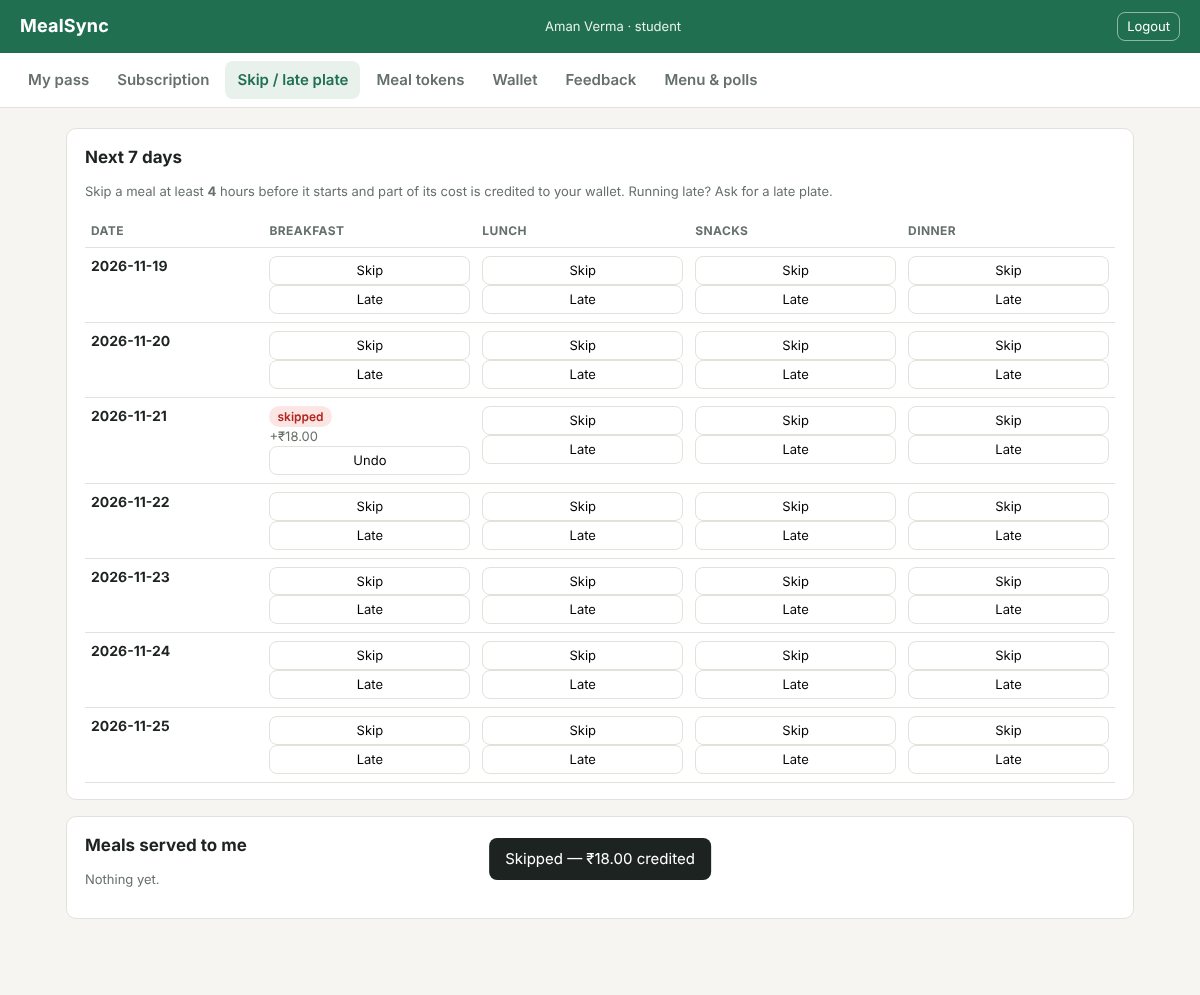 MealSync
Aman Verma · student
Logout
My pass
Subscription
Skip / late plate
Meal tokens
Wallet
Feedback
Menu & polls
Next 7 days
Skip a meal at least 4 hours before it starts and part of its cost is credited to your wallet. Running late? Ask for a late plate.
DATE BREAKFAST LUNCH SNACKS DINNER
2026-11-19 Skip Skip Skip Skip
Late Late Late Late
2026-11-20 Skip Skip Skip Skip
Late Late Late Late
2026-11-21 skipped Skip Skip Skip
+₹18.00 Late Late Late
Undo
2026-11-22 Skip Skip Skip Skip
Late Late Late Late
2026-11-23 Skip Skip Skip Skip
Late Late Late Late
2026-11-24 Skip Skip Skip Skip
Late Late Late Late
2026-11-25 Skip Skip Skip Skip
Late Late Late Late
Meals served to me
Nothing yet.
Skipped — ₹18.00 credited